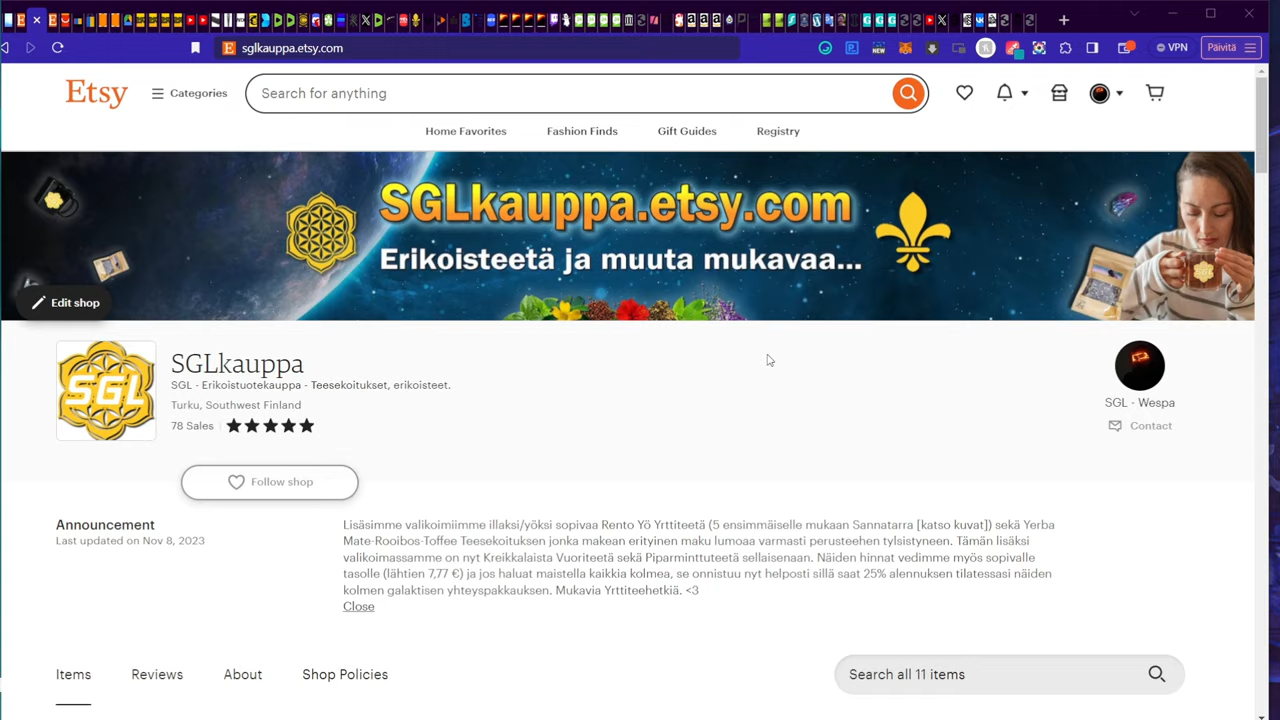 sglkauppa.etsy.com
NEW
VPN
Päivitä
Etsy
Categories
Search for anything
Home Favorites
Fashion Finds
Gift Guides
Registry
SGLkauppa.etsy.com
Erikoisteetä ja muuta mukavaa...
Edit shop
SGL
SGLkauppa
SGL - Erikoistuotekauppa - Teesekoitukset, erikoisteet.
Turku, Southwest Finland
78 Sales
SGL - Wespa
Contact
Follow shop
Announcement
Last updated on Nov 8, 2023
Lisäsimme valikoimiimme illaksi/yöksi sopivaa Rento Yö Yrttiteetä (5 ensimmäiselle mukaan Sannatarra [katso kuvat]) sekä Yerba
Mate-Rooibos-Toffee Teesekoituksen jonka makean erityinen maku lumoaa varmasti perusteehen tylsistyneen. Tämän lisäksi
valikoimassamme on nyt Kreikkalaista Vuoriteetä sekä Piparminttuteetä sellaisenaan. Näiden hinnat vedimme myös sopivalle
tasolle (lähtien 7,77 €) ja jos haluat maistella kaikkia kolmea, se onnistuu nyt helposti sillä saat 25% alennuksen tilatessasi näiden
kolmen galaktisen yhteyspakkauksen. Mukavia Yrttiteehetkiä. <3
Close
Items
Reviews
About
Shop Policies
Search all 11 items